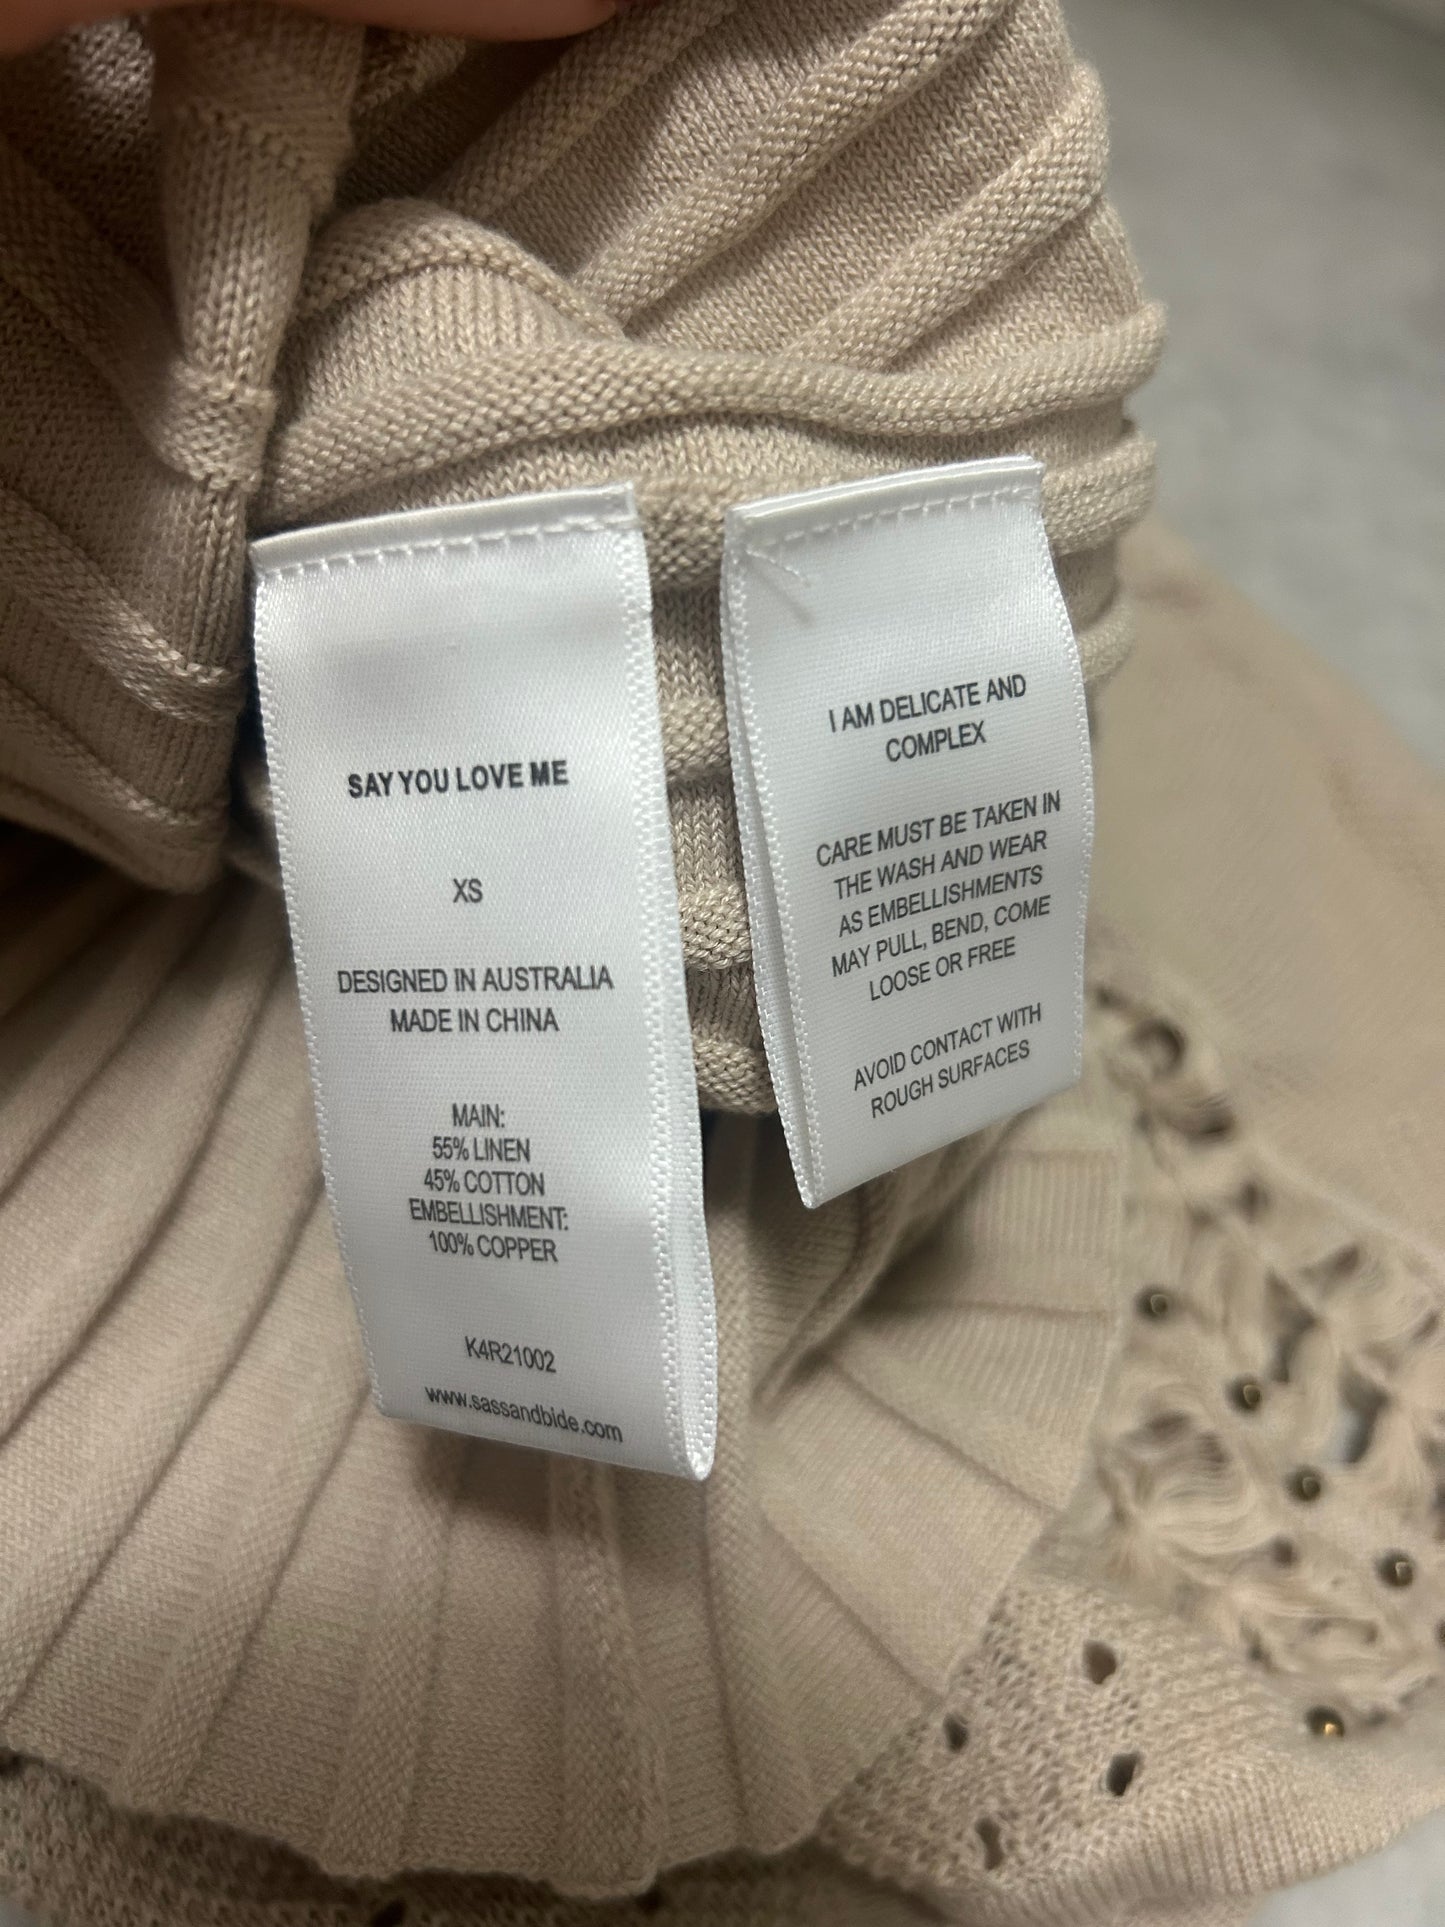 SAY YOU LOVE ME
XS
DESIGNED IN AUSTRALIA
MADE IN CHINA
MAIN:
55% LINEN
45% COTTON
EMBELLISHMENT:
100% COPPER
K4R21002
www.sassandbide.com
I AM DELICATE AND
COMPLEX
CARE MUST BE TAKEN IN
THE WASH AND WEAR
AS EMBELLISHMENTS
MAY PULL, BEND, COME
LOOSE OR FREE
AVOID CONTACT WITH
ROUGH SURFACES